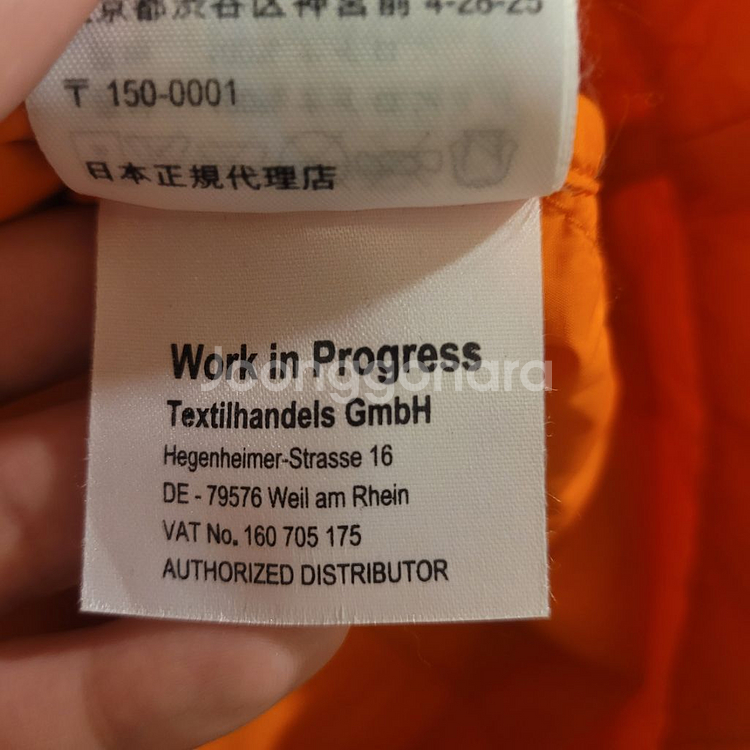 京都渋谷区神宮前 4-26-25
〒 150-0001
日本正規代理店
Work in Progress
Joonggonara
Textilhandels GmbH
Hegenheimer-Strasse 16
DE - 79576 Weil am Rhein
VAT No. 160 705 175
AUTHORIZED DISTRIBUTOR